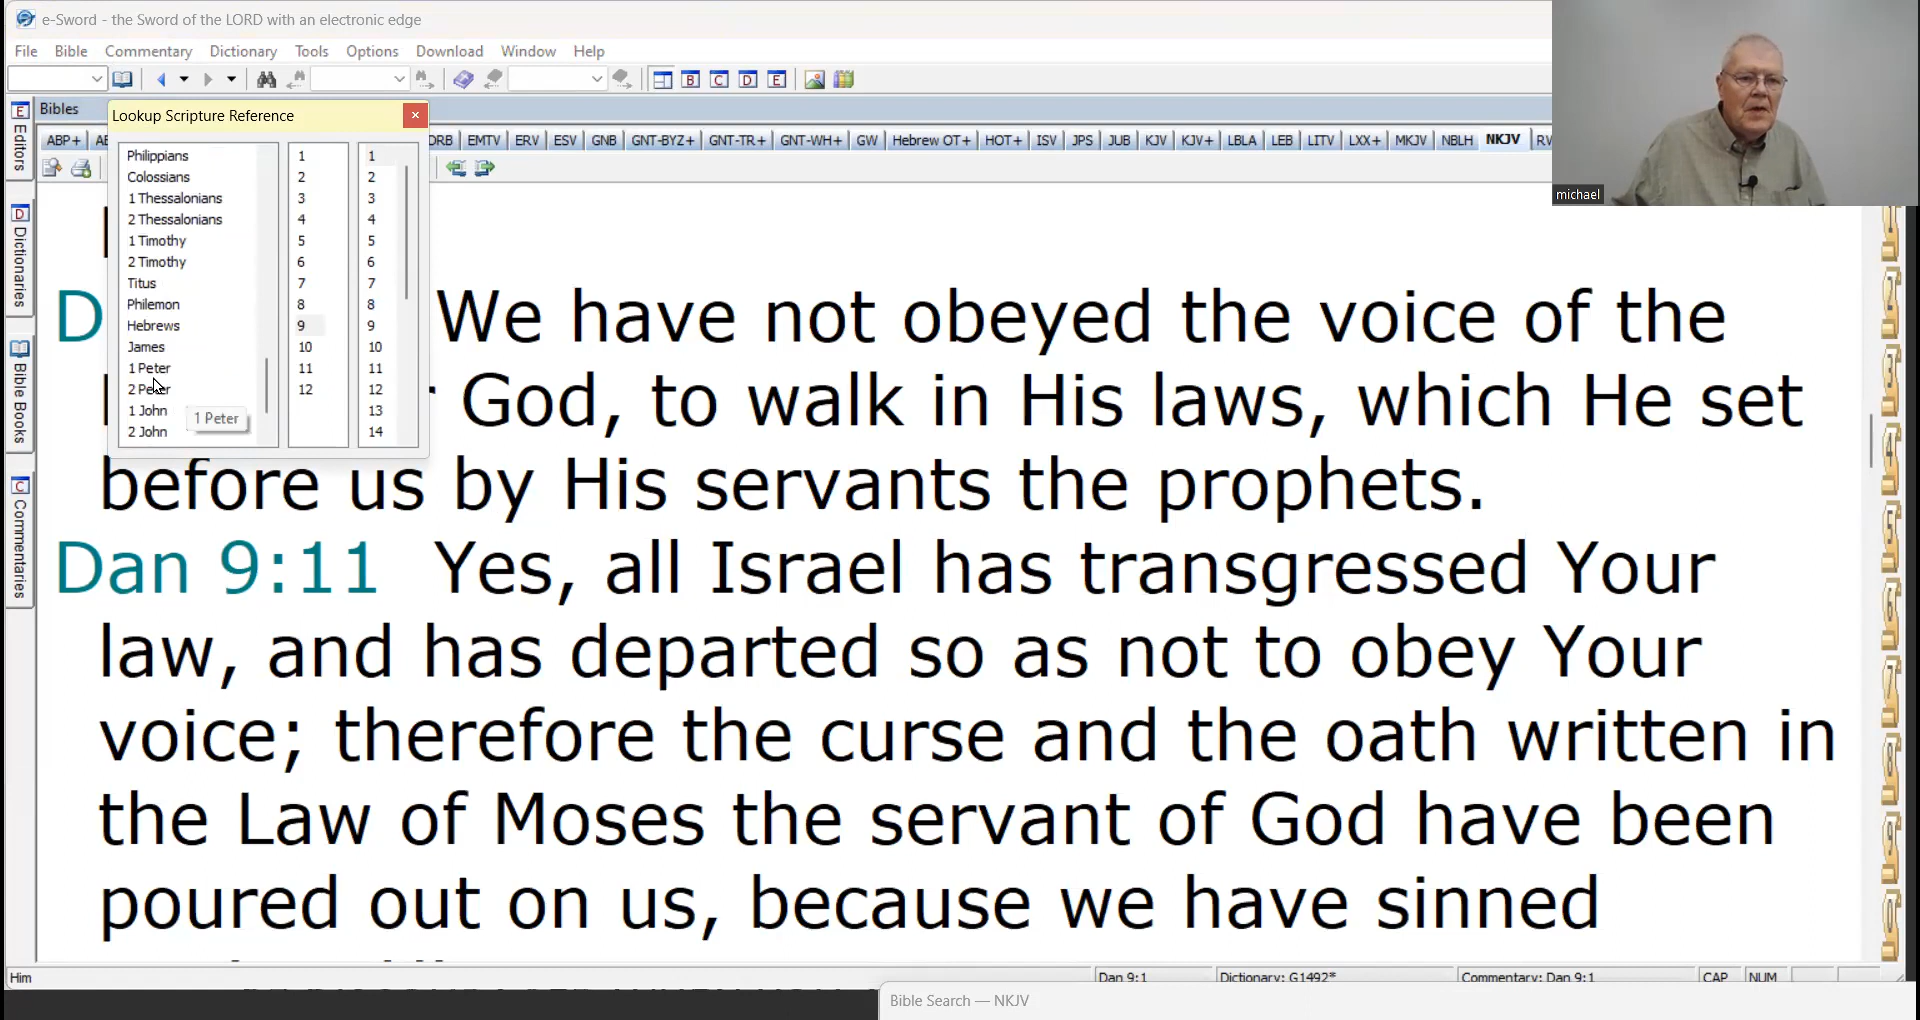 e-Sword - the Sword of the LORD with an electronic edge
File Bible Commentary Dictionary Tools Options Download Window Help
B C D E
michael
Bibles
Lookup Scripture Reference
ABP+ EMTV ERV ESV GNB GNT-BYZ+ GNT-TR+ GNT-WH+ GW Hebrew OT+ HOT+ ISV JPS JUB KJV KJV+ LBLA LEB LITV LXX+ MKJV NBLH NKJV
E Editors
D Dictionaries
Bible Books
C Commentaries
Philippians 1 1
Colossians 2 2
1 Thessalonians 3 3
2 Thessalonians 4 4
1 Timothy 5 5
2 Timothy 6 6
Titus 7 7
Philemon 8 8
Hebrews 9 9
James 10 10
1 Peter 11 11
2 Peter 12 12
1 John 13
2 John 14
1 Peter
We have not obeyed the voice of the
God, to walk in His laws, which He set
before us by His servants the prophets.
Dan 9:11 Yes, all Israel has transgressed Your
law, and has departed so as not to obey Your
voice; therefore the curse and the oath written in
the Law of Moses the servant of God have been
poured out on us, because we have sinned
Him Dan 9:1 Dictionary: G1492* Commentary: Dan 9:1 CAP NUM
Bible Search — NKJV